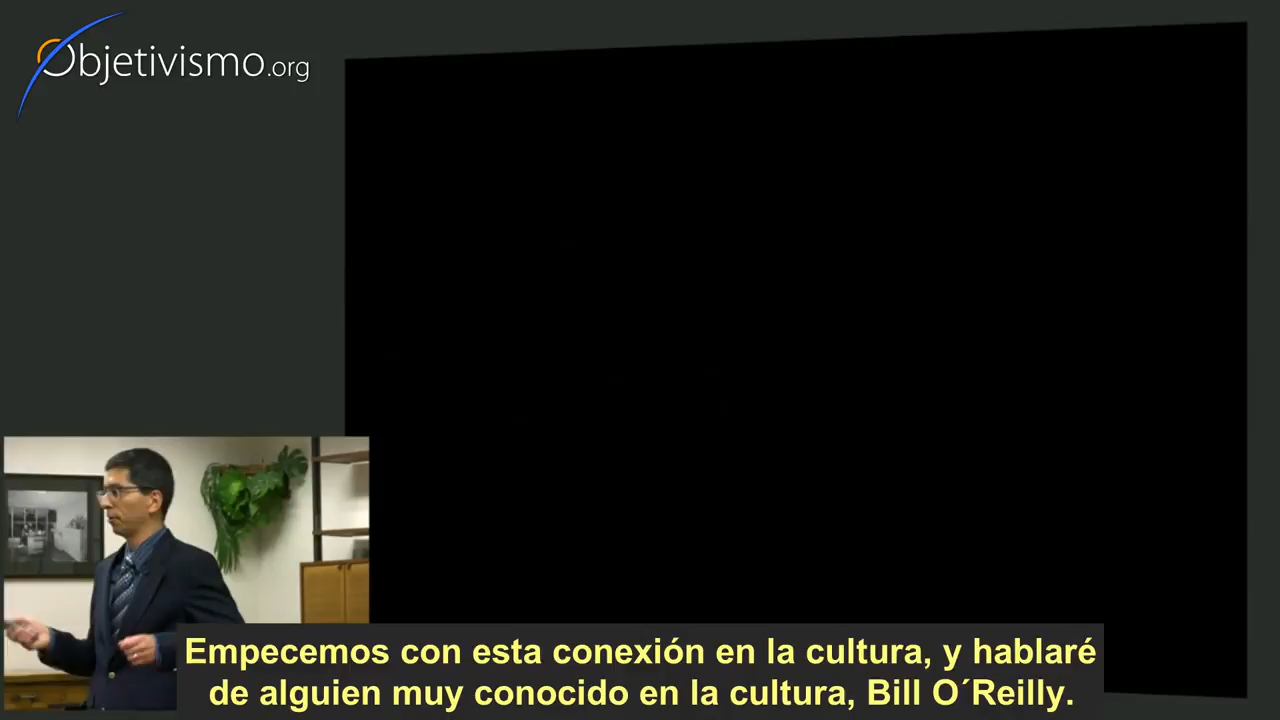 Objetivismo.org
Empecemos con esta conexión en la cultura, y hablaré
de alguien muy conocido en la cultura, Bill O´Reilly.